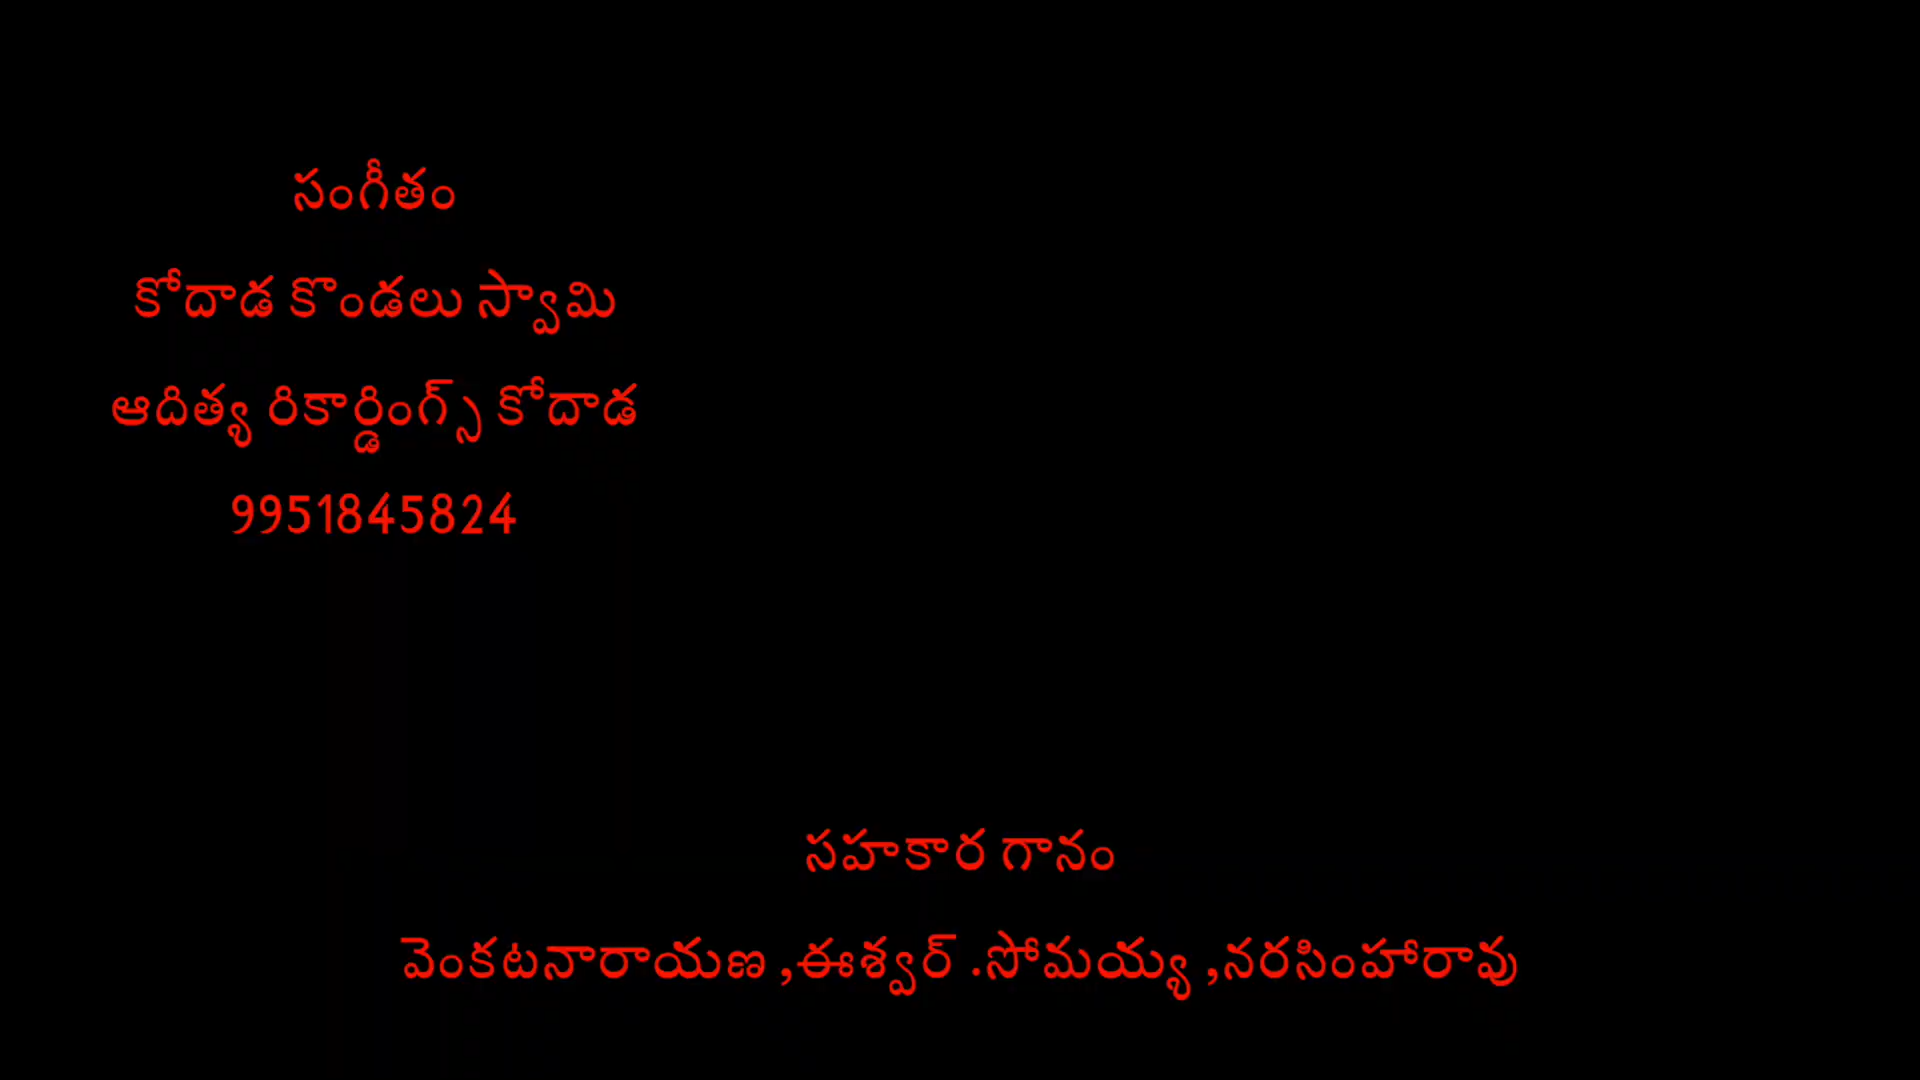 సంగీతం
కోదాడ కొండలు స్వామి
ఆదిత్య రికార్డింగ్స్ కోదాడ
9951845824
సహకార గానం
వెంకటనారాయణ ,ఈశ్వర్ .సోమయ్య ,నరసింహారావు